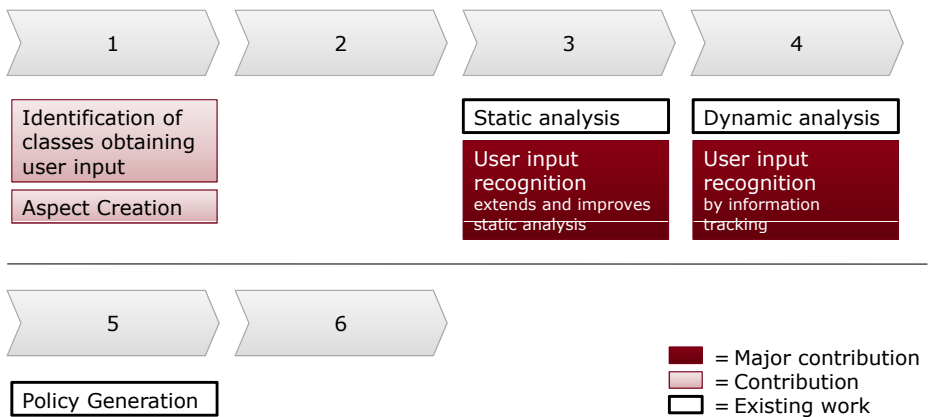 1
2
3
4
Identification of
classes obtaining
user input
Aspect Creation
Static analysis
User input
recognition
extends and improves
static analysis
Dynamic analysis
User input
recognition
by information
tracking
5
6
Policy Generation
= Major contribution
= Contribution
= Existing work